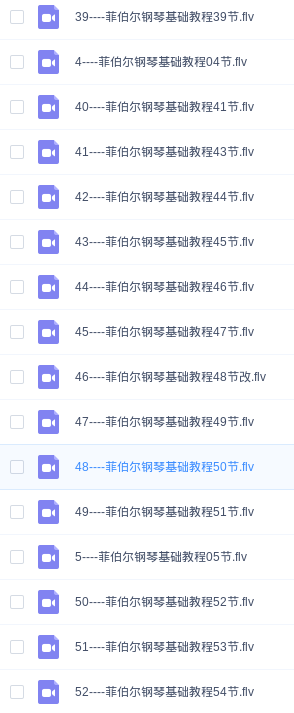 39----菲伯尔钢琴基础教程39节.flv
4----菲伯尔钢琴基础教程04节.flv
40----菲伯尔钢琴基础教程41节.flv
41----菲伯尔钢琴基础教程43节.flv
42----菲伯尔钢琴基础教程44节.flv
43----菲伯尔钢琴基础教程45节.flv
44----菲伯尔钢琴基础教程46节.flv
45----菲伯尔钢琴基础教程47节.flv
46----菲伯尔钢琴基础教程48节改.flv
47----菲伯尔钢琴基础教程49节.flv
48----菲伯尔钢琴基础教程50节.flv
49----菲伯尔钢琴基础教程51节.flv
5----菲伯尔钢琴基础教程05节.flv
50----菲伯尔钢琴基础教程52节.flv
51----菲伯尔钢琴基础教程53节.flv
52----菲伯尔钢琴基础教程54节.flv